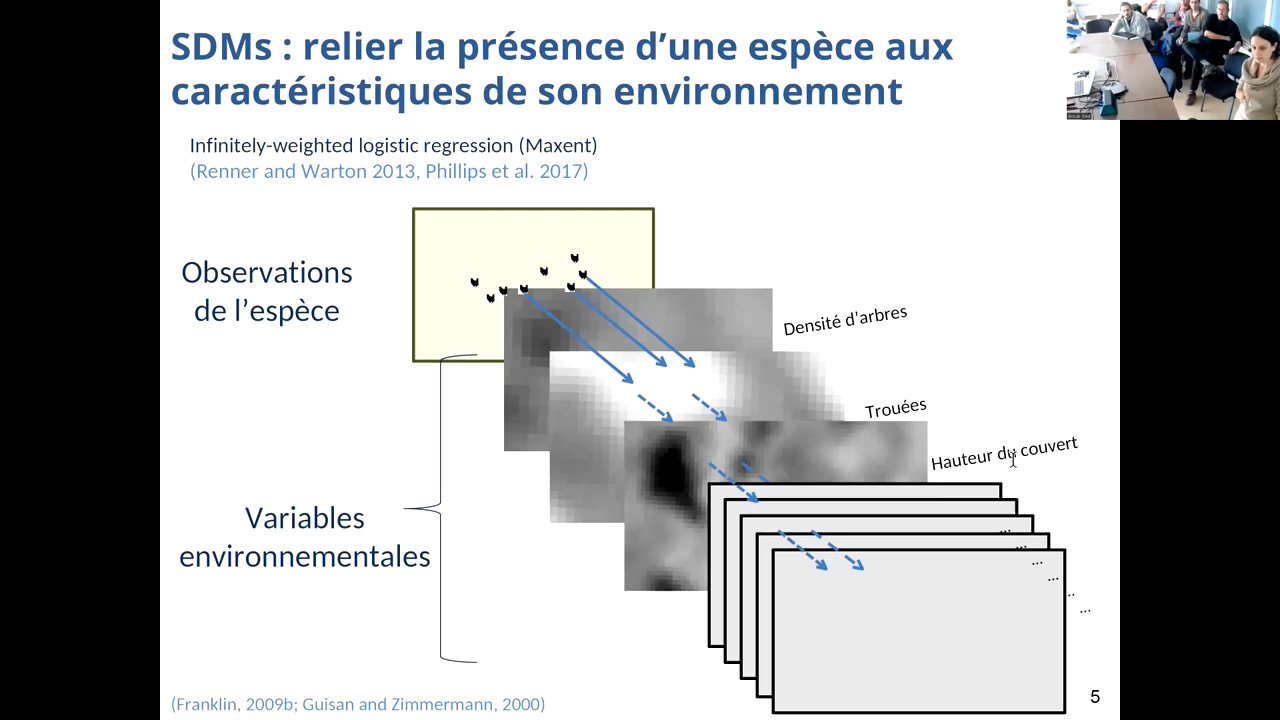 SDMs : relier la présence d’une espèce aux
caractéristiques de son environnement
Infinitely-weighted logistic regression (Maxent)
(Renner and Warton 2013, Phillips et al. 2017)
Observations
de l’espèce
Densité d’arbres
Trouées
Hauteur du couvert
Variables
environnementales
...
...
...
...
...
...
(Franklin, 2009b; Guisan and Zimmermann, 2000)
5